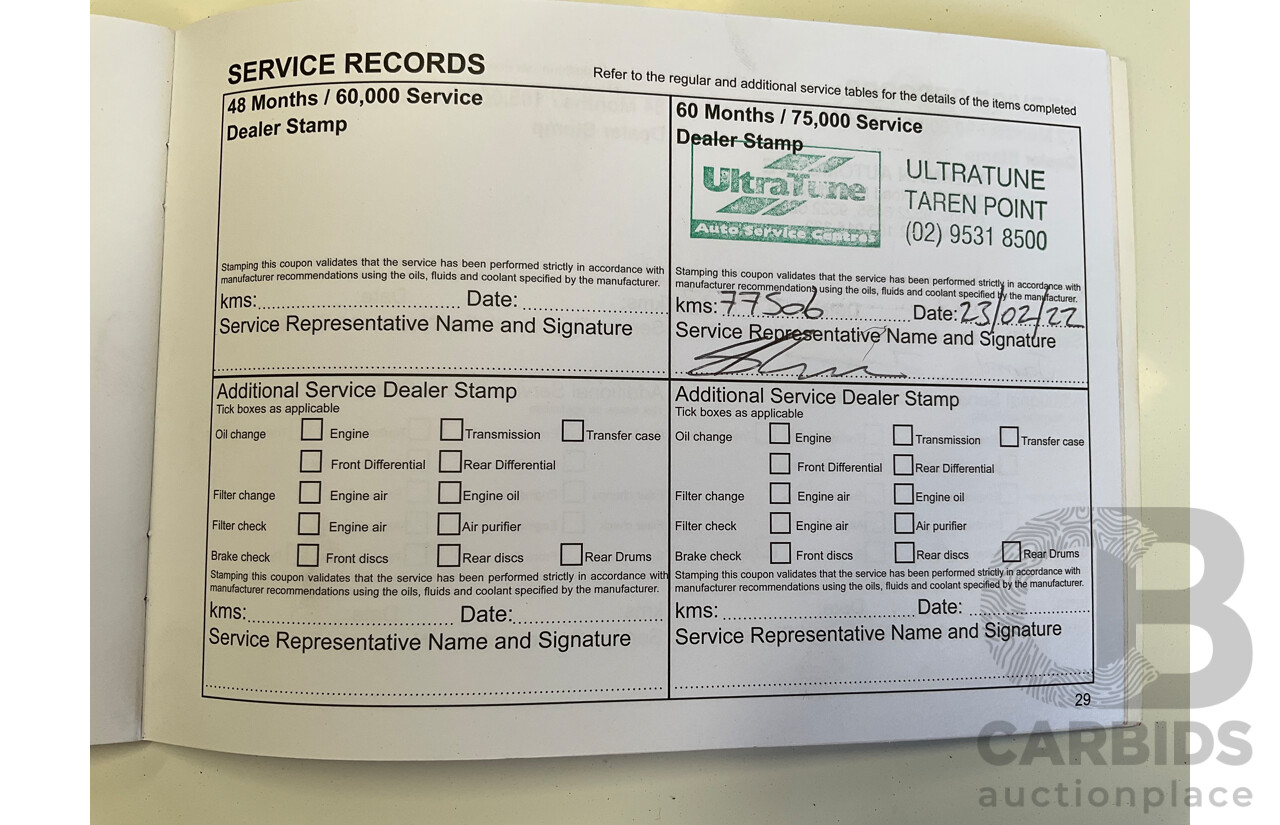 SERVICE RECORDS
Refer to the regular and additional service tables for the details of the items completed
48 Months / 60,000 Service
Dealer Stamp
Stamping this coupon validates that the service has been performed strictly in accordance with
manufacturer recommendations using the oils, fluids and coolant specified by the manufacturer.
kms: Date:
Service Representative Name and Signature
60 Months / 75,000 Service
Dealer Stamp
UltraTune
Auto Service Centres
ULTRATUNE
TAREN POINT
(02) 9531 8500
Stamping this coupon validates that the service has been performed strictly in accordance with
manufacturer recommendations using the oils, fluids and coolant specified by the manufacturer.
kms: 77506 Date: 23/02/22
Service Representative Name and Signature
Additional Service Dealer Stamp
Tick boxes as applicable
Oil change Engine Transmission Transfer case
Front Differential Rear Differential
Filter change Engine air Engine oil
Filter check Engine air Air purifier
Brake check Front discs Rear discs Rear Drums
Stamping this coupon validates that the service has been performed strictly in accordance with
manufacturer recommendations using the oils, fluids and coolant specified by the manufacturer.
kms: Date:
Service Representative Name and Signature
Additional Service Dealer Stamp
Tick boxes as applicable
Oil change Engine Transmission Transfer case
Front Differential Rear Differential
Filter change Engine air Engine oil
Filter check Engine air Air purifier
Brake check Front discs Rear discs Rear Drums
Stamping this coupon validates that the service has been performed strictly in accordance with
manufacturer recommendations using the oils, fluids and coolant specified by the manufacturer.
kms: Date:
Service Representative Name and Signature
29
CARBIDS
auctionplace